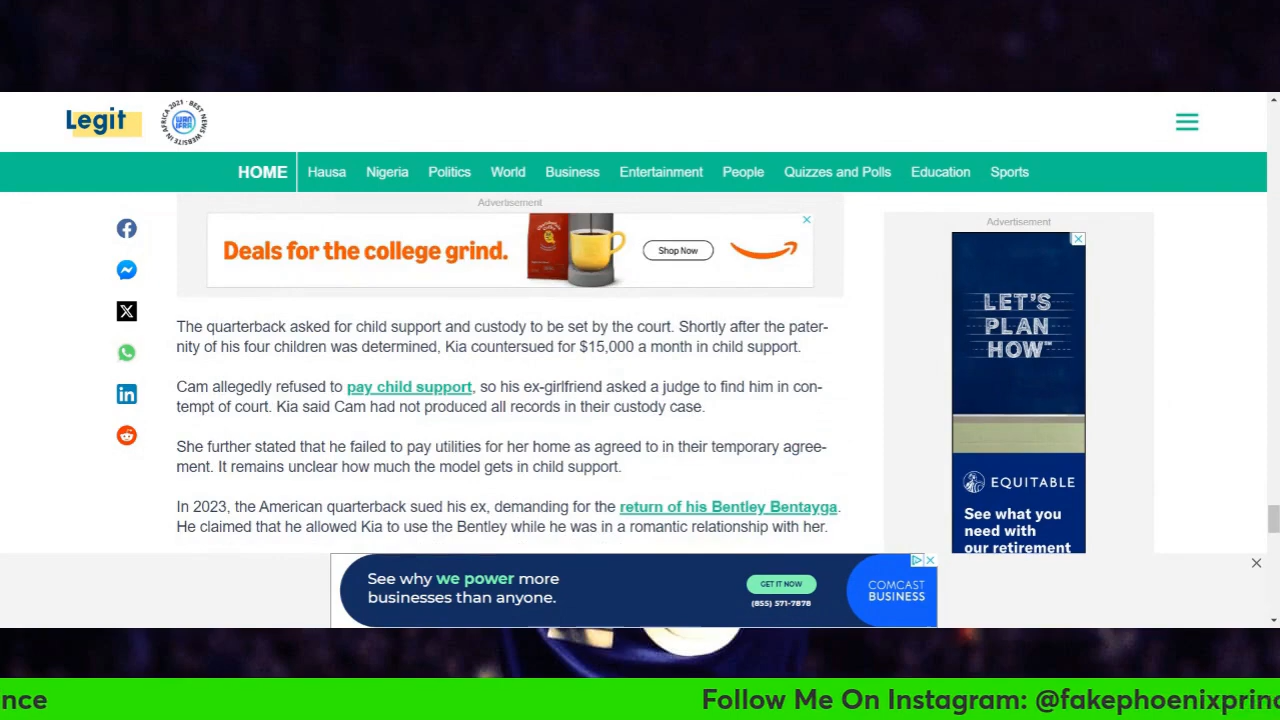 Legit
BEST NEWS WEBSITE IN AFRICA 2021
WAN IFRA
HOME Hausa Nigeria Politics World Business Entertainment People Quizzes and Polls Education Sports
Advertisement
Deals for the college grind.
Shop Now
The quarterback asked for child support and custody to be set by the court. Shortly after the pater-
nity of his four children was determined, Kia countersued for $15,000 a month in child support.
Cam allegedly refused to pay child support, so his ex-girlfriend asked a judge to find him in con-
tempt of court. Kia said Cam had not produced all records in their custody case.
She further stated that he failed to pay utilities for her home as agreed to in their temporary agree-
ment. It remains unclear how much the model gets in child support.
In 2023, the American quarterback sued his ex, demanding for the return of his Bentley Bentayga.
He claimed that he allowed Kia to use the Bentley while he was in a romantic relationship with her.
Advertisement
LET'S
PLAN
HOW™
EQUITABLE
See what you
need with
our retirement
See why we power more
businesses than anyone.
GET IT NOW
(855) 571-7878
COMCAST
BUSINESS
nce Follow Me On Instagram: @fakephoenixprinc